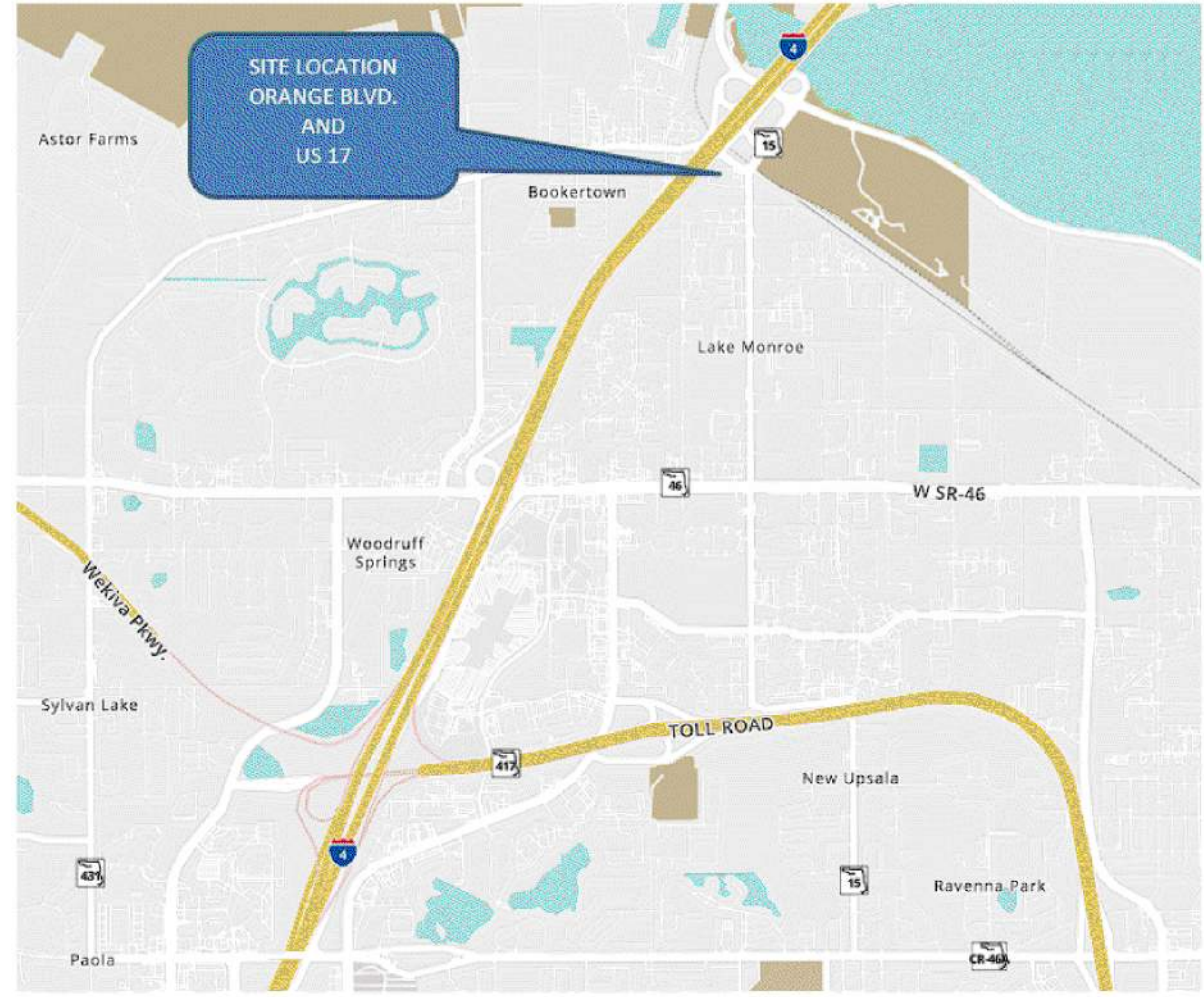 4
SITE LOCATION
ORANGE BLVD.
AND
US 17
Astor Farms
15
Bookertown
Lake Monroe
46
W SR-46
Woodruff
Springs
Wekiva Pkwy.
Sylvan Lake
TOLL ROAD
417
New Upsala
4
431
15
Ravenna Park
Paola
CR-46A